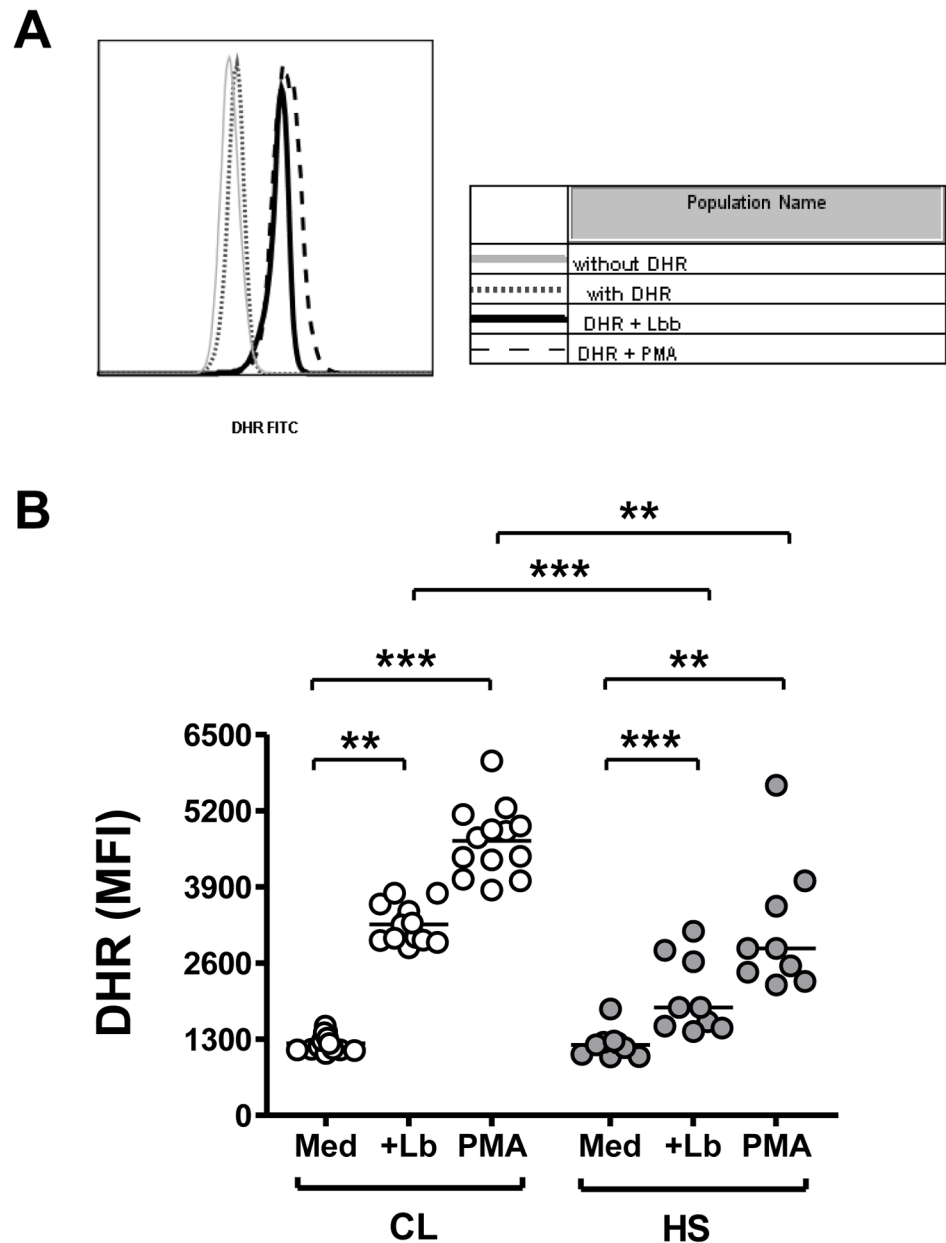 A
Population Name
without DHR
with DHR
DHR + Lbb
DHR + PMA
DHR FITC
B
**
***
*** **
** ***
6500
5200
3900
2600
1300
0
DHR (MFI)
Med +Lb PMA Med +Lb PMA
CL HS